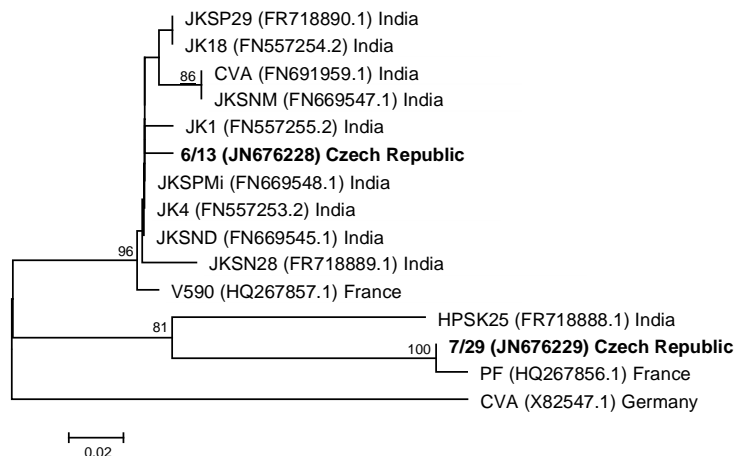 JKSP29 (FR718890.1) India
JK18 (FN557254.2) India
86
CVA (FN691959.1) India
JKSNM (FN669547.1) India
JK1 (FN557255.2) India
6/13 (JN676228) Czech Republic
JKSPMi (FN669548.1) India
JK4 (FN557253.2) India
JKSND (FN669545.1) India
96
JKSN28 (FR718889.1) India
V590 (HQ267857.1) France
HPSK25 (FR718888.1) India
81
7/29 (JN676229) Czech Republic
100
PF (HQ267856.1) France
CVA (X82547.1) Germany
0.02